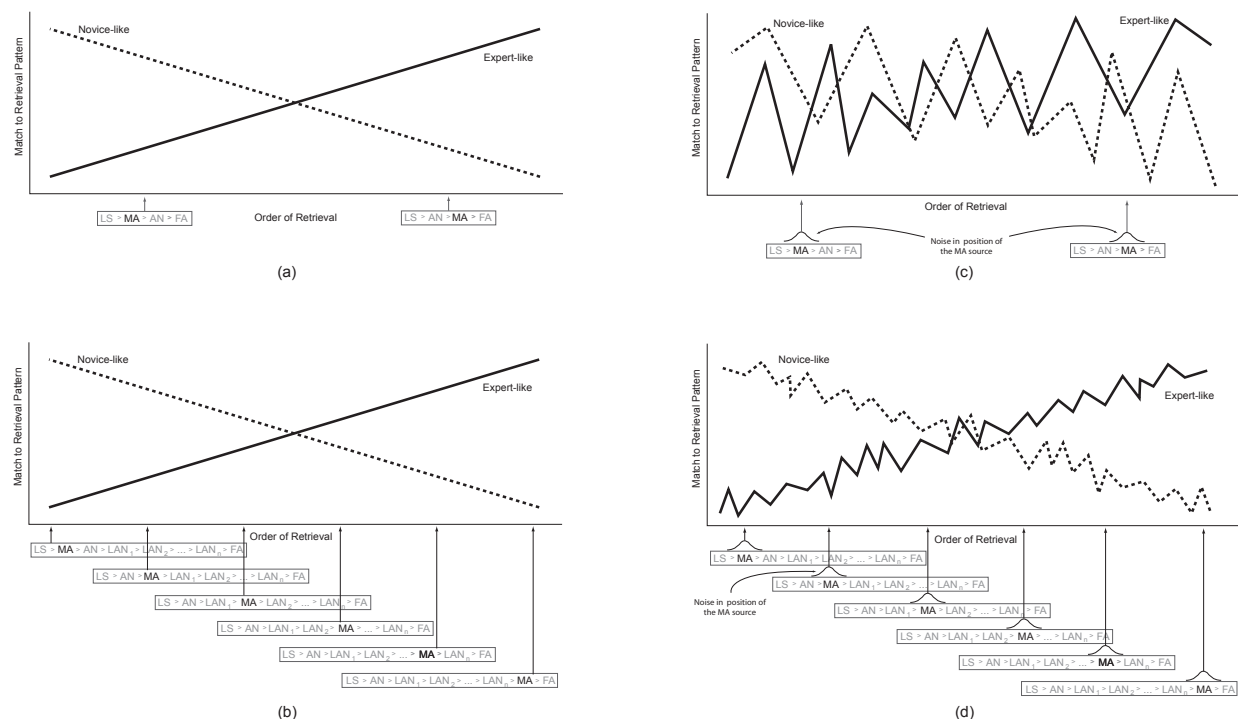 Novice-like
Expert-like
Match to Retrieval Pattern
LS > MA > AN > FA
Order of Retrieval
LS > AN > MA > FA
(a)
Novice-like
Expert-like
Match to Retrieval Pattern
Order of Retrieval
LS > MA > AN > FA
Noise in position of
the MA source
LS > AN > MA > FA
(c)
Novice-like
Expert-like
Match to Retrieval Pattern
Order of Retrieval
LS > MA > AN > LAN1 > LAN2 > ... > LANn > FA
LS > AN > MA > LAN1 > LAN2 > ... > LANn > FA
LS > AN > LAN1 > MA > LAN2 > ... > LANn > FA
LS > AN > LAN1 > LAN2 > MA > ... > LANn > FA
LS > AN > LAN1 > LAN2 > ... > MA > LANn > FA
LS > AN > LAN1 > LAN2 > ... > LANn > MA > FA
(b)
Novice-like
Expert-like
Match to Retrieval Pattern
Order of Retrieval
LS > MA > AN > LAN1 > LAN2 > ... > LANn > FA
LS > AN > MA > LAN1 > LAN2 > ... > LANn > FA
Noise in position of
the MA source
LS > AN > LAN1 > MA > LAN2 > ... > LANn > FA
LS > AN > LAN1 > LAN2 > MA > ... > LANn > FA
LS > AN > LAN1 > LAN2 > ... > MA > LANn > FA
LS > AN > LAN1 > LAN2 > ... > LANn > MA > FA
(d)